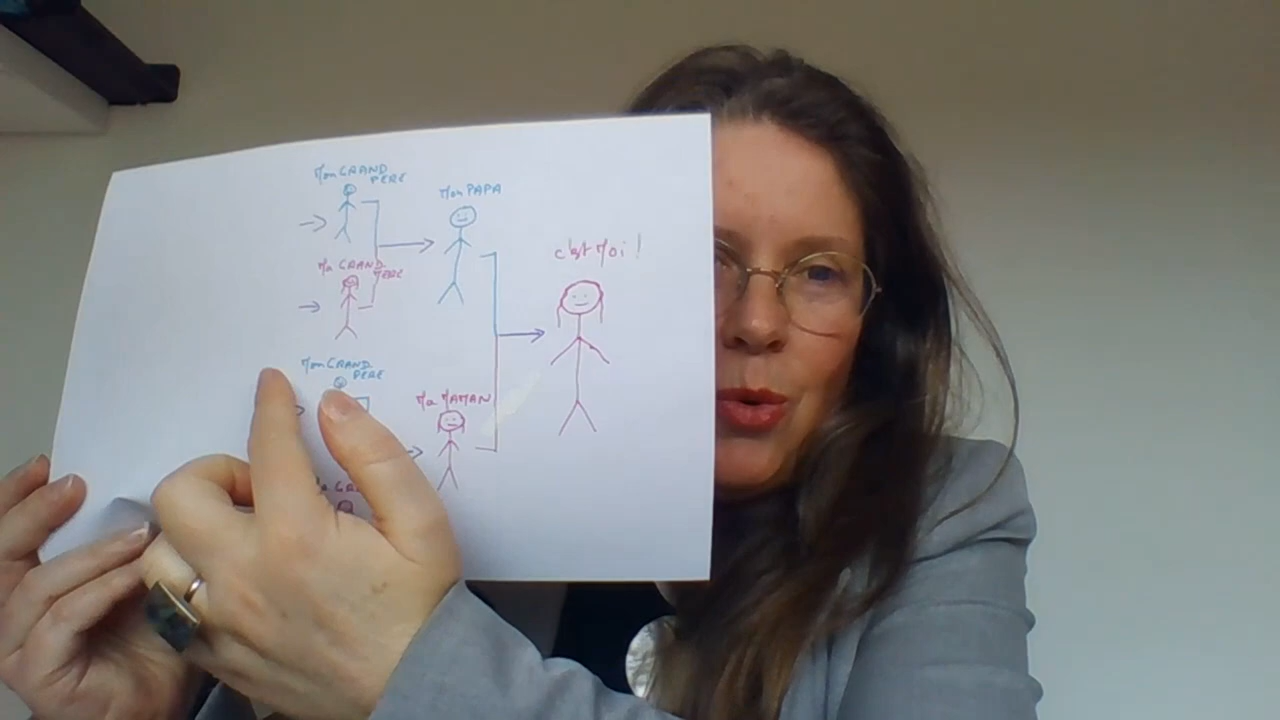 Mon GRAND
PERE
Mon PAPA
c'est Moi !
Ma GRAND
MERE
Mon GRAND
PERE
Ma MAMAN